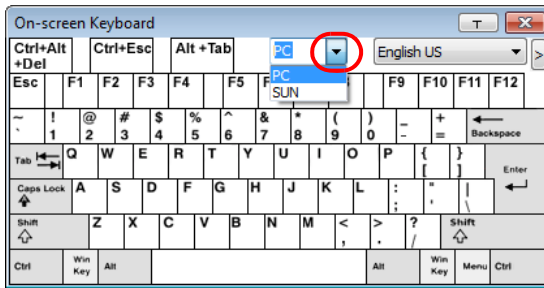 On-screen Keyboard
Ctrl+Alt +Del Ctrl+Esc Alt +Tab PC English US >
PC
SUN
Esc F1 F2 F3 F4 F5 F9 F10 F11 F12
~ ! @ # $ % ^ & * ( ) _ +
` 1 2 3 4 5 6 7 8 9 0 - = Backspace
Tab Q W E R T Y U I O P { }
[ ] Enter
Caps Lock A S D F G H J K L : " |
; ' \
Shift Z X C V B N M < > ? Shift
, . /
Ctrl Win Key Alt Alt Win Key Menu Ctrl